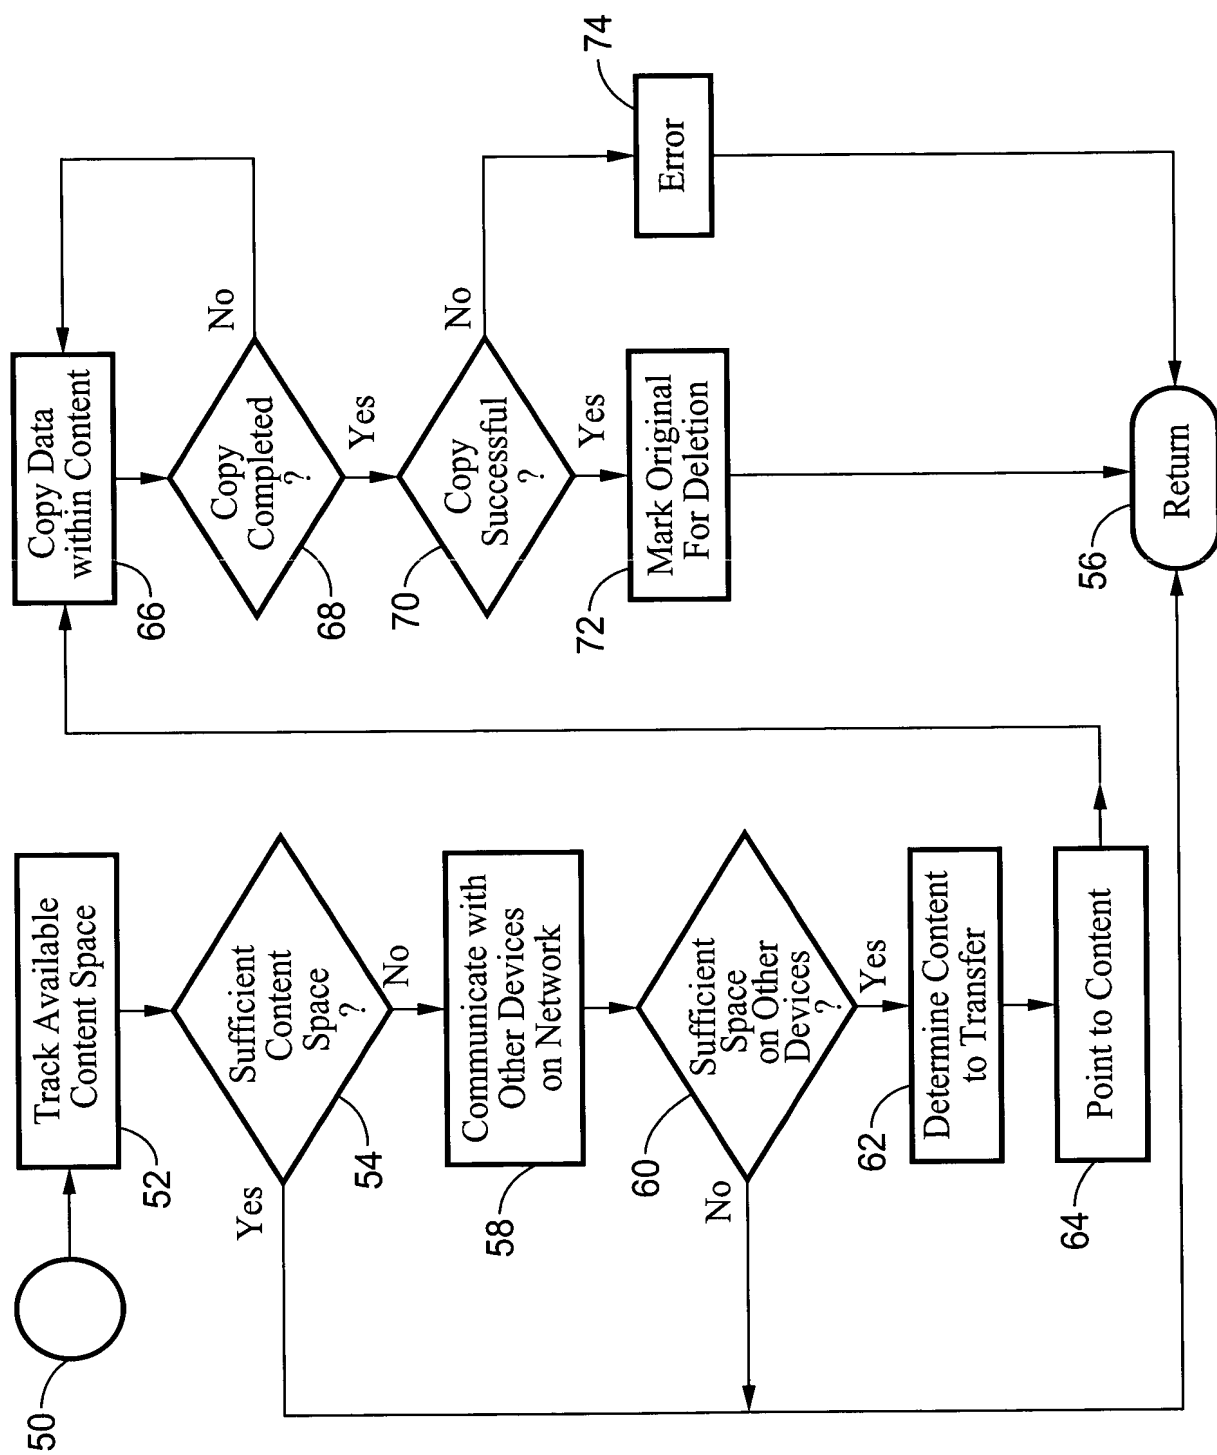 50
Track Available
Content Space
52
Sufficient
Content
Space
?
54
Yes
No
Communicate with
Other Devices
on Network
58
Sufficient
Space
on Other
Devices
?
60
No
Yes
Determine Content
to Transfer
62
Point to Content
64
Copy Data
within Content
66
Copy
Completed
?
68
No
Yes
Copy
Successful
?
70
No
Yes
Mark Original
For Deletion
72
Error
74
Return
56